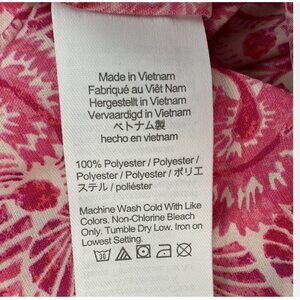 Made in Vietnam
Fabriqué au Viêt Nam
Hergestellt in Vietnam
Vervaardigd in Vietnam
ベトナム製
hecho en vietnam
100% Polyester / Polyester /
Polyester / Polyester / ポリエ
ステル / poliéster
Machine Wash Cold With Like
Colors. Non-Chlorine Bleach
Only. Tumble Dry Low. Iron on
Lowest Setting.